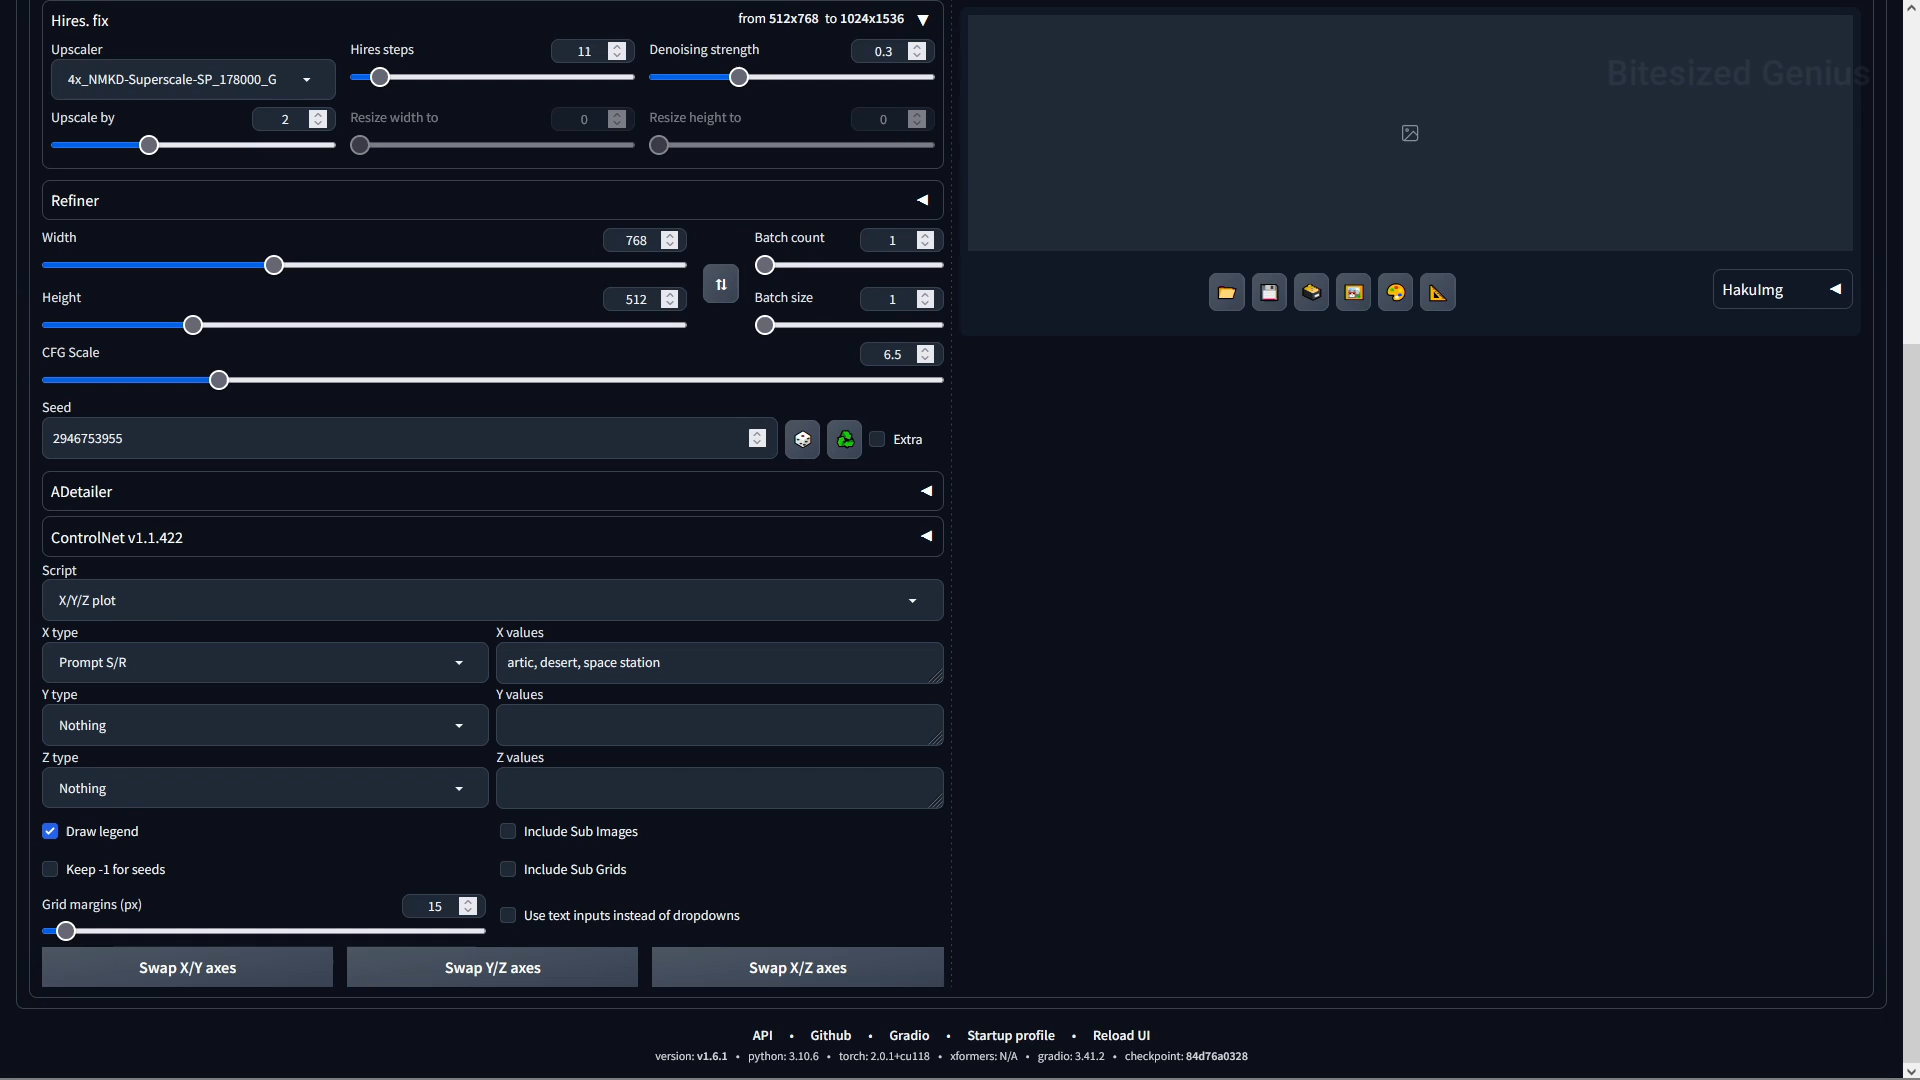 Hires. fix
from 512x768 to 1024x1536 ▼
Upscaler
4x_NMKD-Superscale-SP_178000_G
Hires steps
11
Denoising strength
0.3
Upscale by
2
Resize width to
0
Resize height to
0
Bitesized Genius
Refiner
Width
768
Batch count
1
Height
512
Batch size
1
HakuImg
CFG Scale
6.5
Seed
2946753955
Extra
ADetailer
ControlNet v1.1.422
Script
X/Y/Z plot
X type
Prompt S/R
X values
artic, desert, space station
Y type
Nothing
Y values
Z type
Nothing
Z values
Draw legend
Include Sub Images
Keep -1 for seeds
Include Sub Grids
Grid margins (px)
15
Use text inputs instead of dropdowns
Swap X/Y axes
Swap Y/Z axes
Swap X/Z axes
API • Github • Gradio • Startup profile • Reload UI
version: v1.6.1 • python: 3.10.6 • torch: 2.0.1+cu118 • xformers: N/A • gradio: 3.41.2 • checkpoint: 84d76a0328